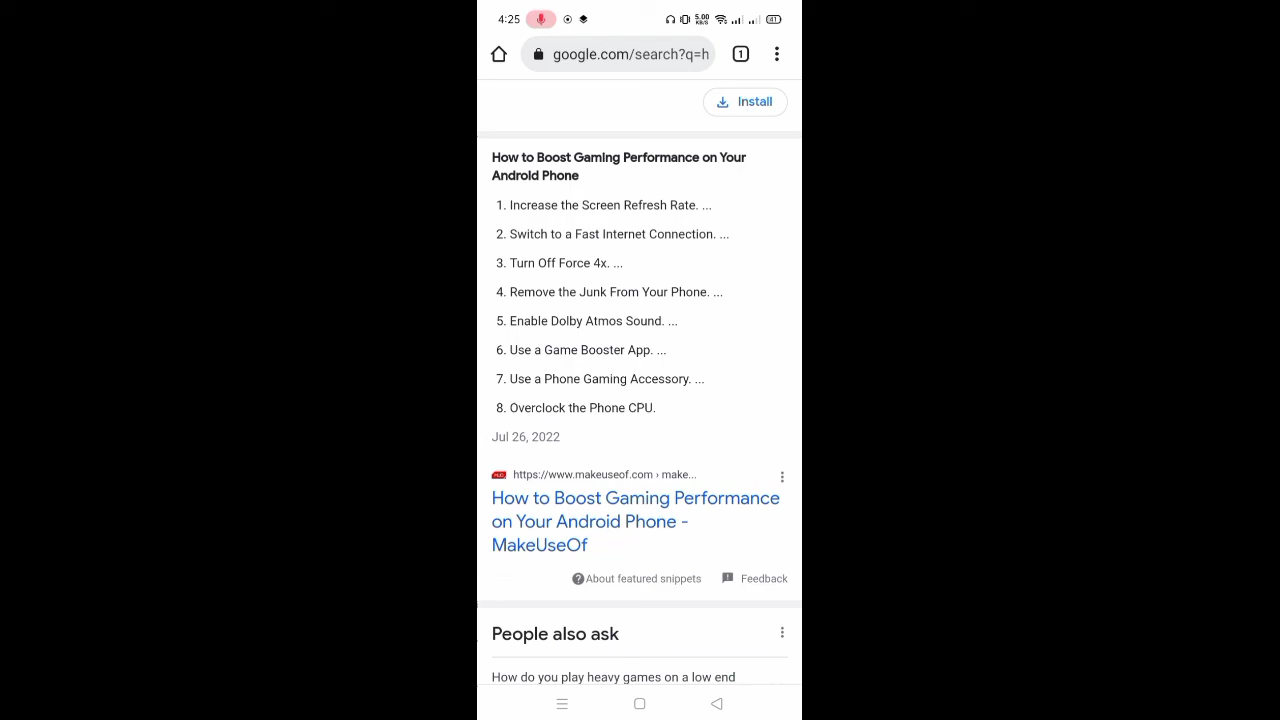 4:25 5.00 KB/S 41
google.com/search?q=h 1
Install
How to Boost Gaming Performance on Your
Android Phone
1. Increase the Screen Refresh Rate. ...
2. Switch to a Fast Internet Connection. ...
3. Turn Off Force 4x. ...
4. Remove the Junk From Your Phone. ...
5. Enable Dolby Atmos Sound. ...
6. Use a Game Booster App. ...
7. Use a Phone Gaming Accessory. ...
8. Overclock the Phone CPU.
Jul 26, 2022
https://www.makeuseof.com › make...
How to Boost Gaming Performance
on Your Android Phone -
MakeUseOf
About featured snippets Feedback
People also ask
How do you play heavy games on a low end